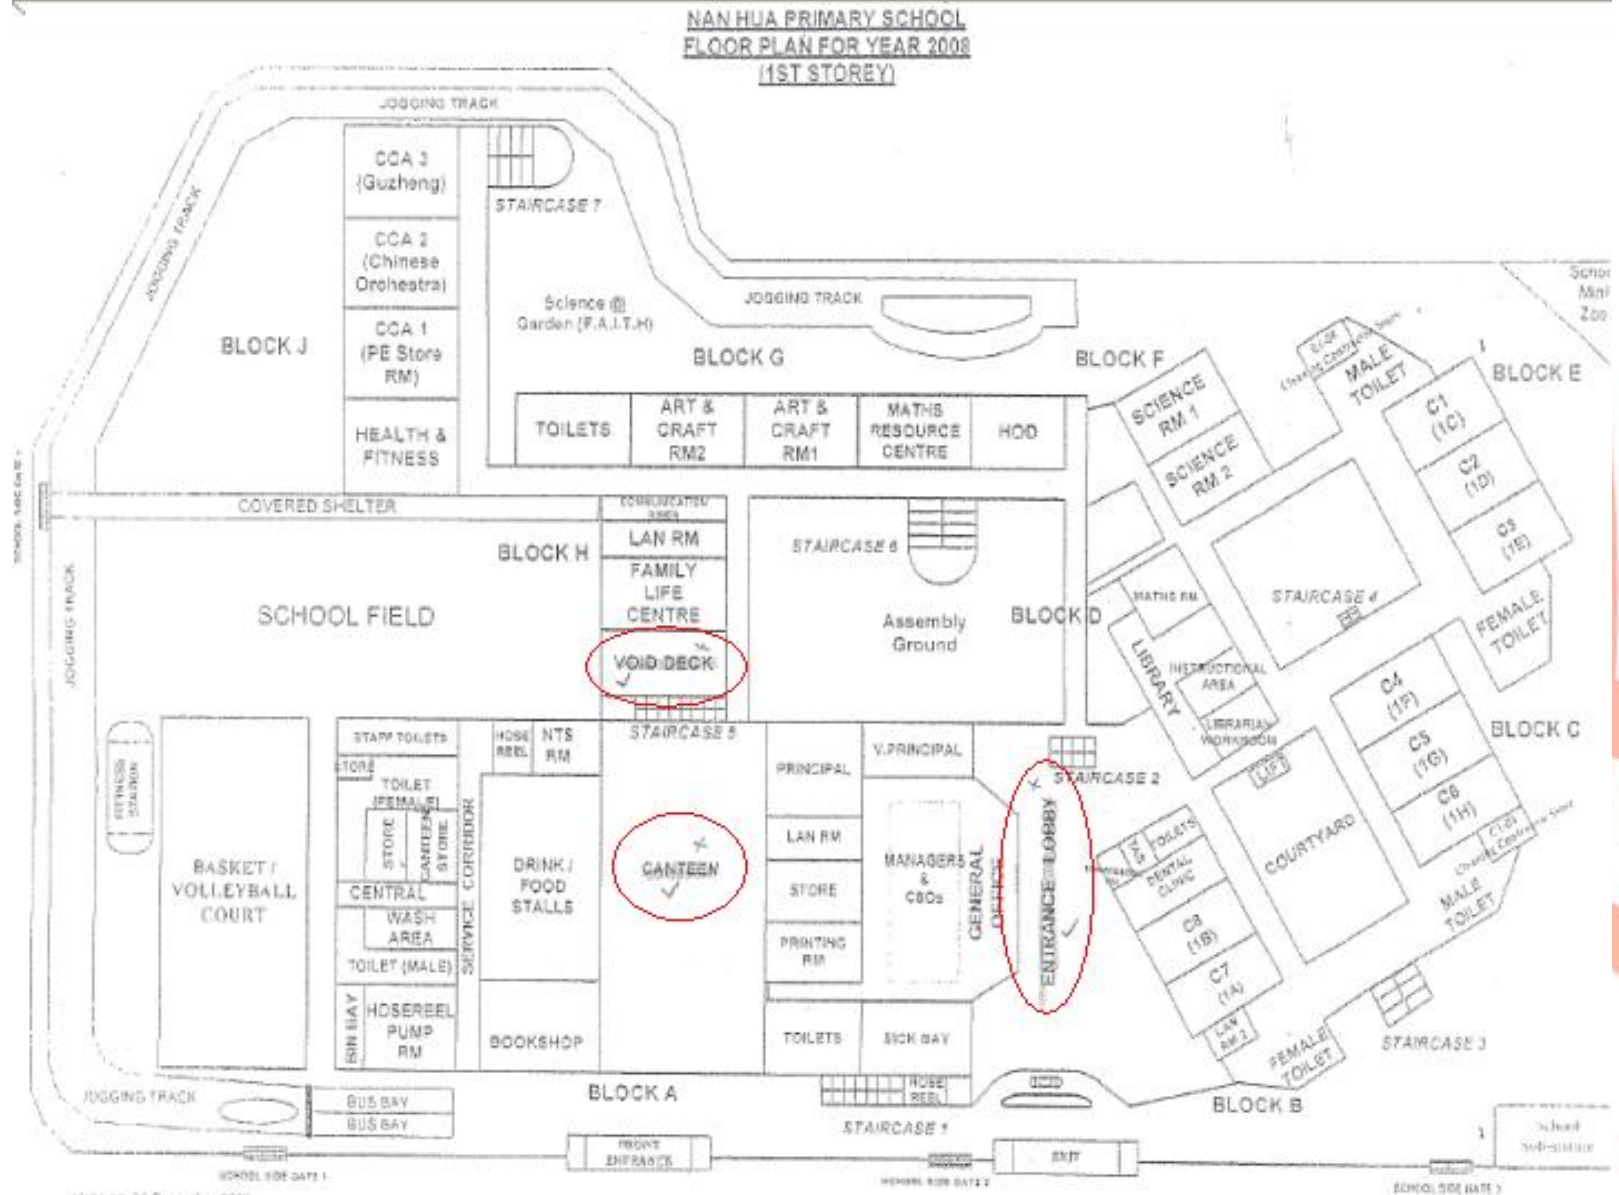 NAN HUA PRIMARY SCHOOL
FLOOR PLAN FOR YEAR 2008
(1ST STOREY)
JOGGING TRACK
JOGGING TRACK
CCA 3
(Guzheng)
CCA 2
(Chinese
Orchestra)
CCA 1
(PE Store
RM)
HEALTH &
FITNESS
BLOCK J
STAIRCASE 7
Science @
Garden (F.A.I.T.H)
JOGGING TRACK
BLOCK G
BLOCK F
BLOCK E
Mini
Zoo
TOILETS
ART &
CRAFT
RM2
ART &
CRAFT
RM1
MATHS
RESOURCE
CENTRE
HOD
SCIENCE
RM 1
SCIENCE
RM 2
MALE
TOILET
C1
(1C)
C2
(1D)
C3
(1E)
COVERED SHELTER
BLOCK H
LAN RM
FAMILY
LIFE
CENTRE
VOID DECK
STAIRCASE 5
STAIRCASE 6
Assembly
Ground
BLOCK D
SCHOOL FIELD
JOGGING TRACK
MATHS RM
LIBRARY
INSTRUCTIONAL
AREA
LIBRARIAN
WORKROOM
STAIRCASE 4
FEMALE
TOILET
C4
(1F)
C5
(1G)
C6
(1H)
BLOCK C
MALE
TOILET
FITNESS
STATION
BASKET /
VOLLEYBALL
COURT
STAFF TOILETS
STORE
TOILET
(FEMALE)
STORE
CANTEEN
STORE
CENTRAL
WASH
AREA
TOILET (MALE)
BIN BAY
HOSEREEL
PUMP
RM
SERVICE CORRIDOR
HOSE
REEL
NTS
RM
DRINK /
FOOD
STALLS
BOOKSHOP
CANTEEN
PRINCIPAL
V.PRINCIPAL
LAN RM
STORE
PRINTING
RM
TOILETS
SICK BAY
MANAGERS
&
CSOs
GENERAL
OFFICE
ENTRANCE LOBBY
STAIRCASE 2
LIFT
COURTYARD
TOILETS
DENTAL
CLINIC
C8
(1B)
C7
(1A)
LAN
RM 2
FEMALE
TOILET
STAIRCASE 3
BLOCK A
HOSE
REEL
STAIRCASE 1
BLOCK B
JOGGING TRACK
BUS BAY
BUS BAY
FRONT
ENTRANCE
EXIT
SCHOOL SIDE GATE 1
SCHOOL SIDE GATE 2
SCHOOL SIDE GATE 3
School